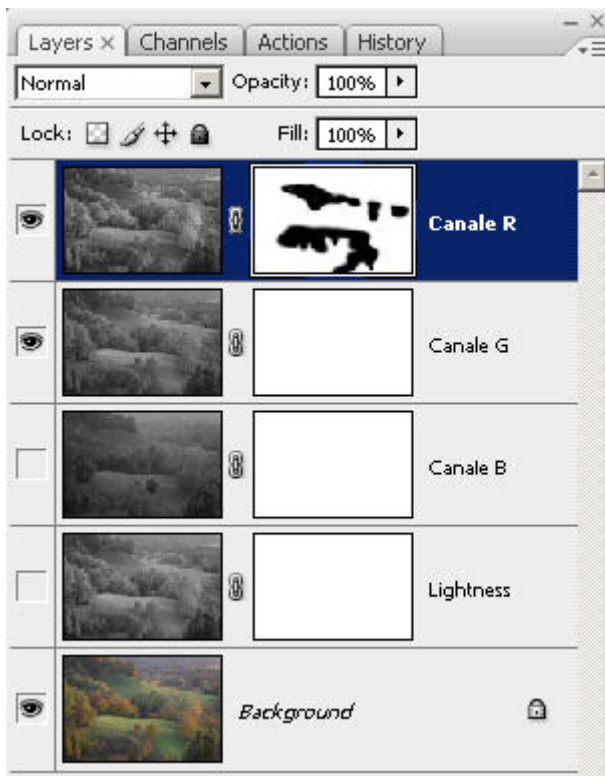 Layers × Channels Actions History
Normal Opacity: 100%
Lock: Fill: 100%
Canale R
Canale G
Canale B
Lightness
Background